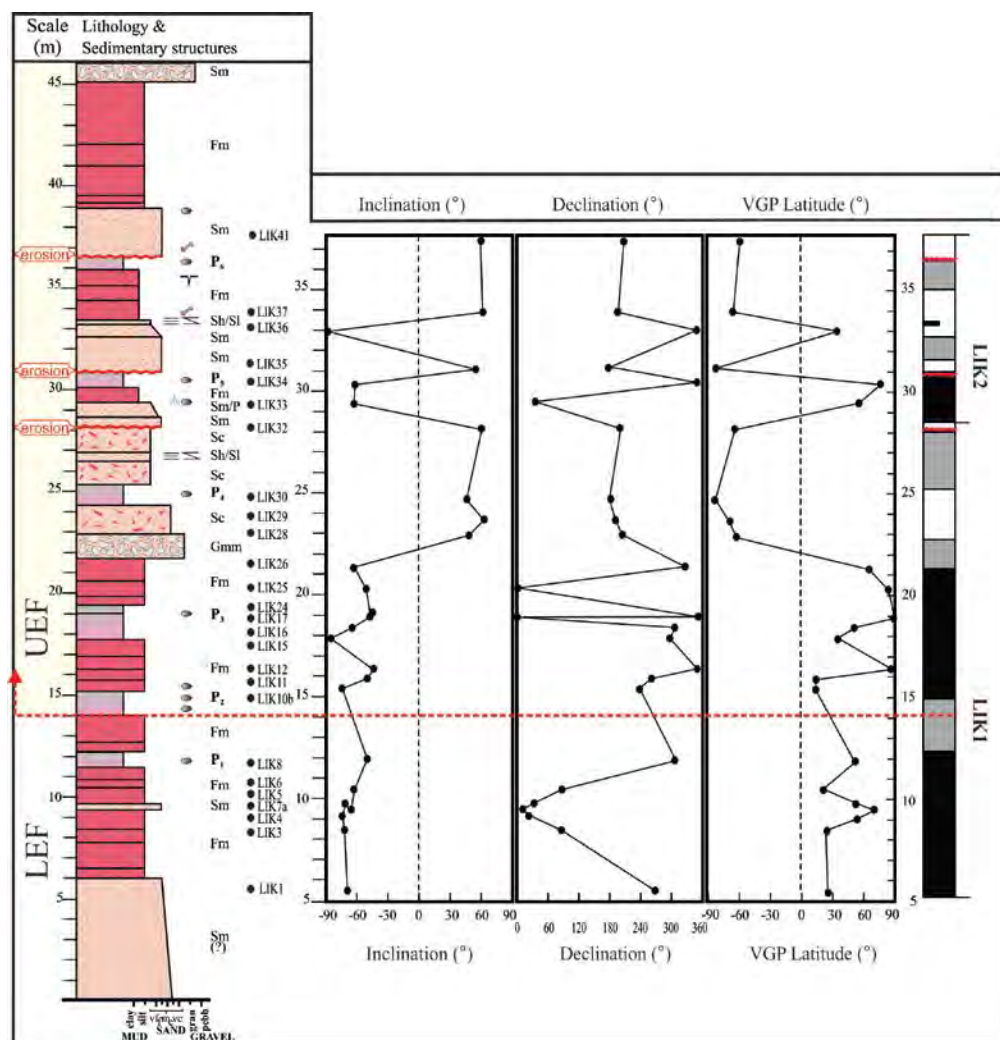 Scale
(m)
Lithology &
Sedimentary structures
45
40
35
30
25
20
15
10
5
UEF
LEF
erosion
erosion
erosion
Sm
Fm
Sm
P₆
Fm
Sh/Sl
Sm
Sm
P₅
Fm
Sm/P
Sm
Sc
Sh/Sl
Sc
P₄
Sc
Gmm
Fm
P₃
Fm
P₂
Fm
P₁
Fm
Sm
Fm
Sm
(?)
LIK41
LIK37
LIK36
LIK35
LIK34
LIK33
LIK32
LIK30
LIK29
LIK28
LIK26
LIK25
LIK24
LIK17
LIK16
LIK15
LIK12
LIK11
LIK10b
LIK8
LIK6
LIK5
LIK7a
LIK4
LIK3
LIK1
clay
silt
vf
m
vc
gran
pebb
MUD
SAND
GRAVEL
Inclination (°)
Declination (°)
VGP Latitude (°)
35
30
25
20
15
10
5
35
30
25
20
15
10
5
-90 -60 0 60 90
0 60 120 180 240 300 360
-90 -60 0 60 90
Inclination (°)
Declination (°)
VGP Latitude (°)
LIK2
LIK1